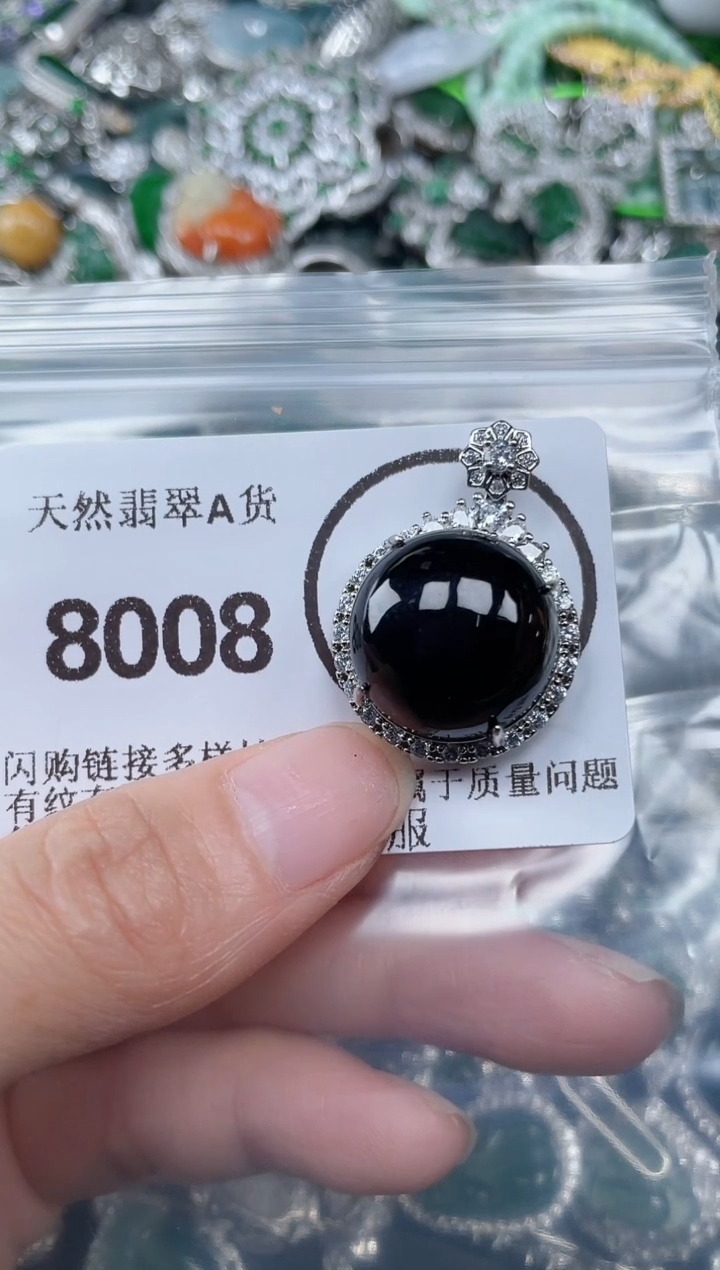 天然翡翠A货
8008
闪购链接多样
属于质量问题
有纹
服